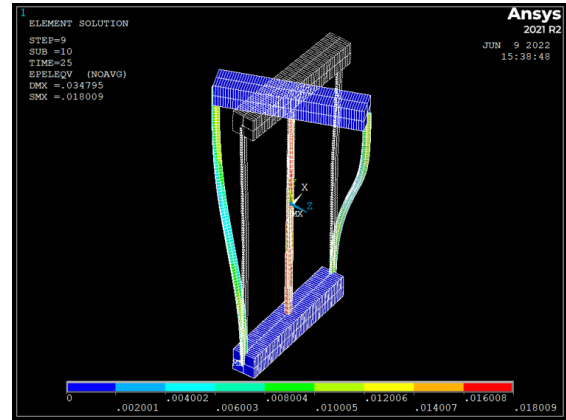 1
ELEMENT SOLUTION
STEP=9
SUB =10
TIME=25
EPELEQV (NOAVG)
DMX =.034795
SMX =.018009
Ansys
2021 R2
JUN 9 2022
15:38:48
X
Z
MX
0 .004002 .008004 .012006 .016008
.002001 .006003 .010005 .014007 .018009